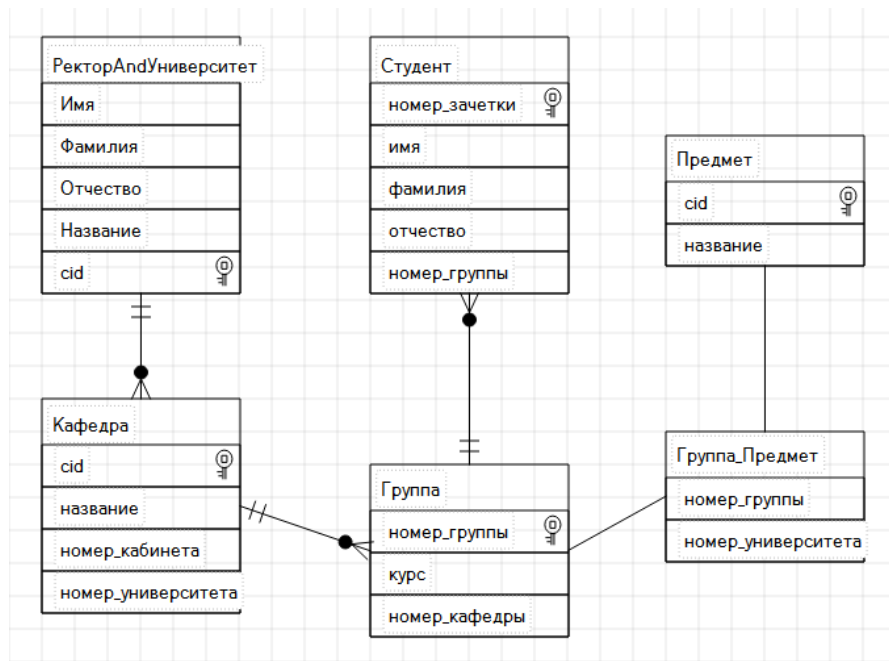 РекторAndУниверситет
Имя
Фамилия
Отчество
Название
cid
Студент
номер_зачетки
имя
фамилия
отчество
номер_группы
Предмет
cid
название
Кафедра
cid
название
номер_кабинета
номер_университета
Группа
номер_группы
курс
номер_кафедры
Группа_Предмет
номер_группы
номер_университета